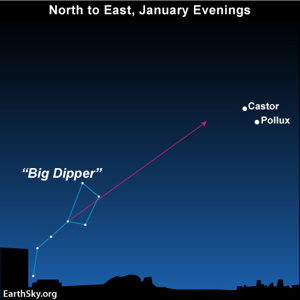 North to East, January Evenings
Castor
Pollux
“Big Dipper”
EarthSky.org